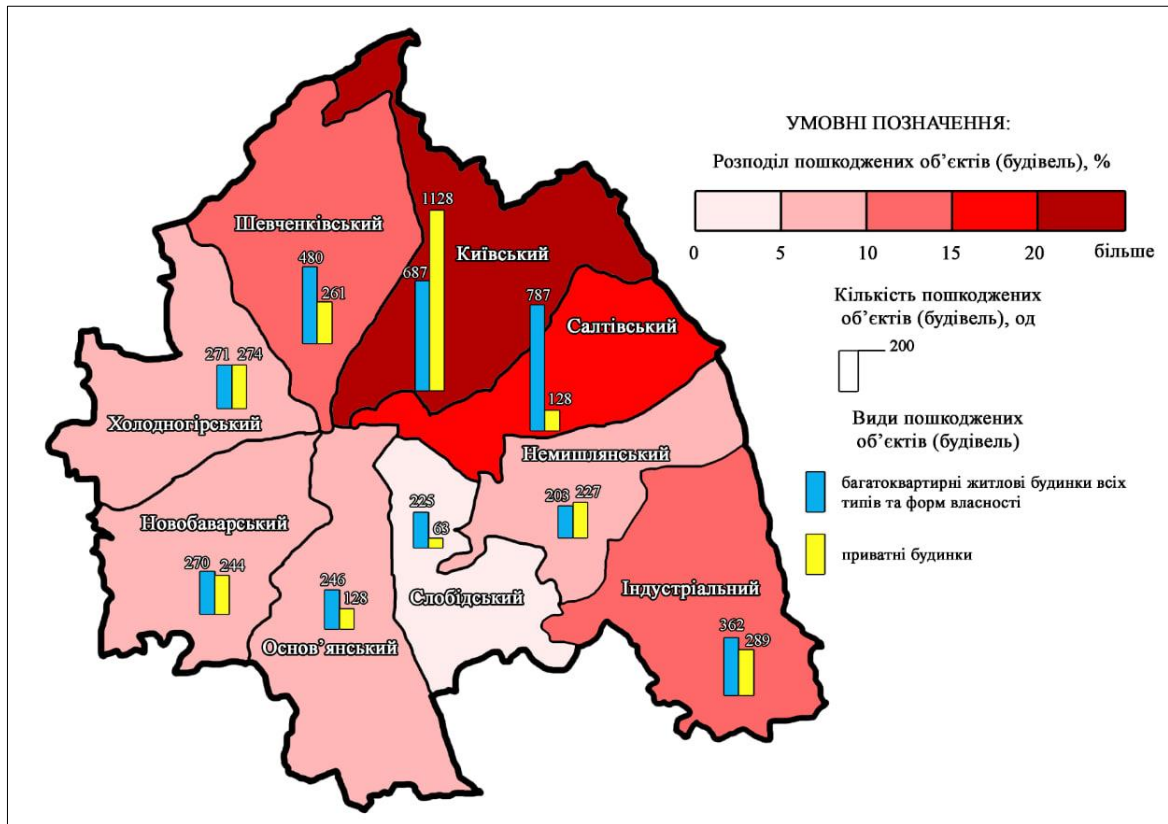 УМОВНІ ПОЗНАЧЕННЯ:
Розподіл пошкоджених об’єктів (будівель), %
0 5 10 15 20 більше
Кількість пошкоджених
об’єктів (будівель), од
200
Види пошкоджених
об’єктів (будівель)
багатоквартирні житлові будинки всіх
типів та форм власності
приватні будинки
Шевченківський
480
261
Київський
687
1128
Салтівський
787
128
271 274
Холодногірський
Немишлянський
203 227
Новобаварський
270 244
246
128
Основ’янський
225
63
Слобідський
Індустріальний
362
289